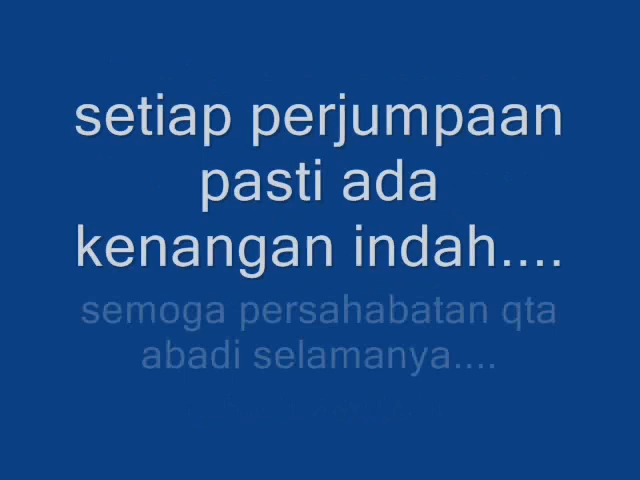 setiap perjumpaan
pasti ada
kenangan indah....
semoga persahabatan qta
abadi selamanya....